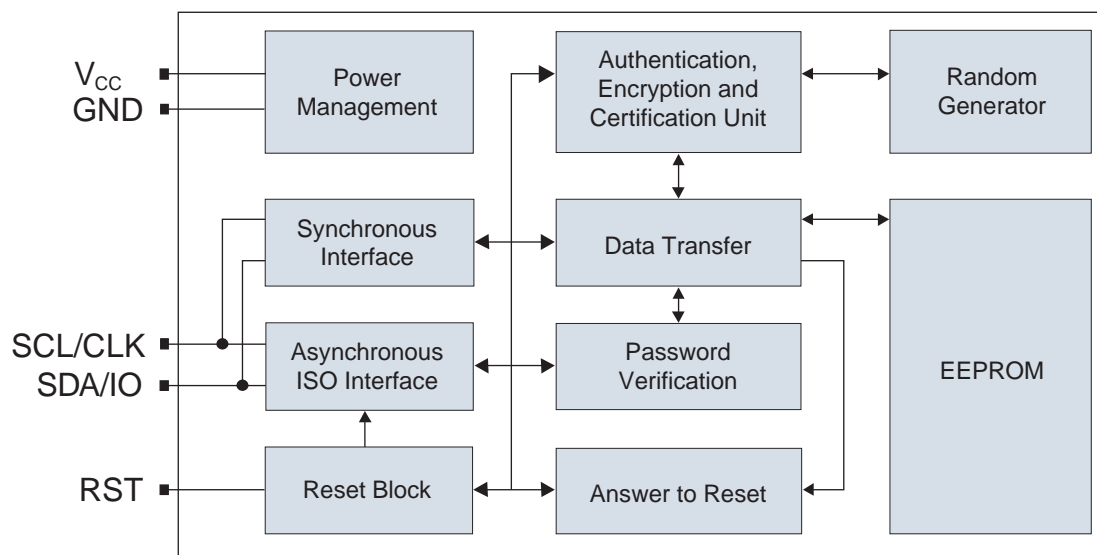 V_CC
GND
Power
Management
Authentication,
Encryption and
Certification Unit
Random
Generator
Synchronous
Interface
Data Transfer
EEPROM
SCL/CLK
SDA/IO
Asynchronous
ISO Interface
Password
Verification
RST
Reset Block
Answer to Reset